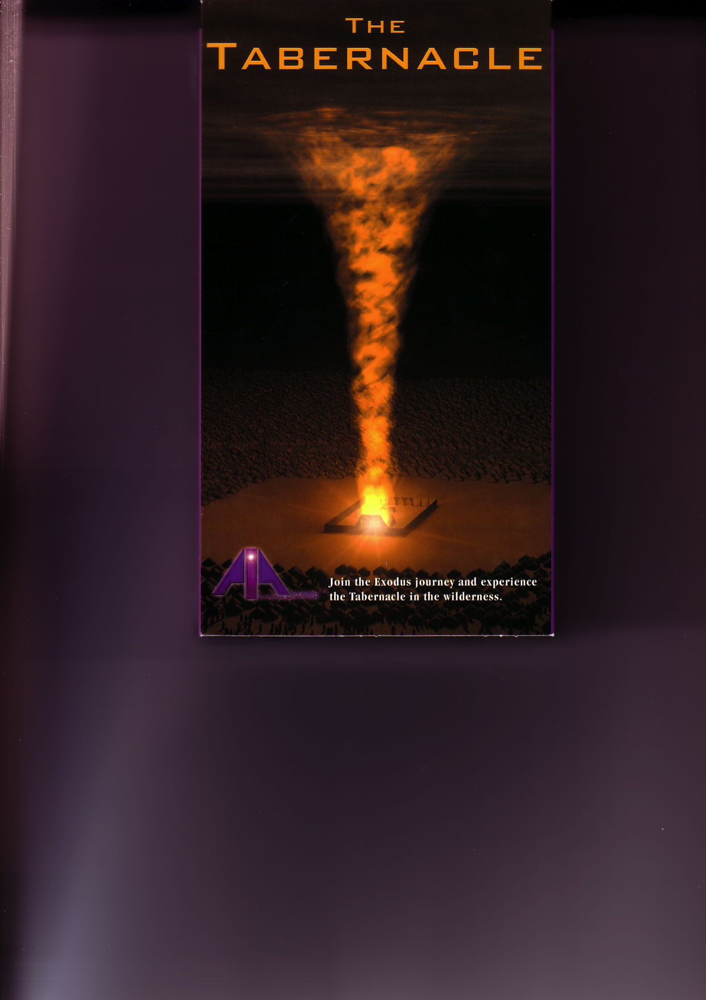 THE
TABERNACLE
Join the Exodus journey and experience
the Tabernacle in the wilderness.